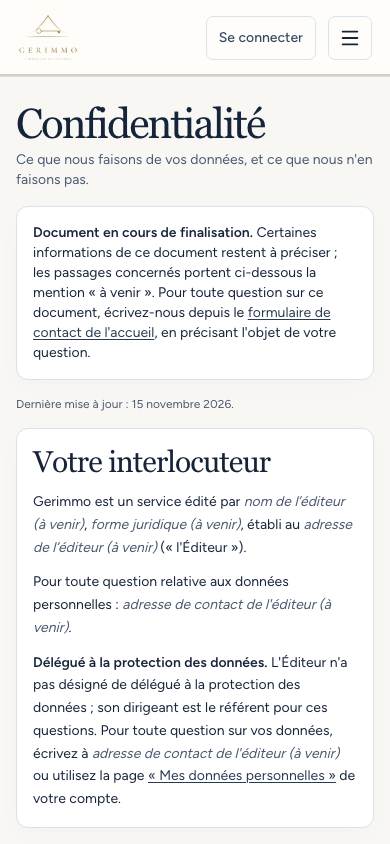 GERIMMO
Se connecter
Confidentialité
Ce que nous faisons de vos données, et ce que nous n'en
faisons pas.
Document en cours de finalisation. Certaines
informations de ce document restent à préciser ;
les passages concernés portent ci-dessous la
mention « à venir ». Pour toute question sur ce
document, écrivez-nous depuis le formulaire de
contact de l'accueil, en précisant l'objet de votre
question.
Dernière mise à jour : 15 novembre 2026.
Votre interlocuteur
Gerimmo est un service édité par nom de l'éditeur
(à venir), forme juridique (à venir), établi au adresse
de l'éditeur (à venir) (« l'Éditeur »).
Pour toute question relative aux données
personnelles : adresse de contact de l'éditeur (à
venir).
Délégué à la protection des données. L'Éditeur n'a
pas désigné de délégué à la protection des
données ; son dirigeant est le référent pour ces
questions. Pour toute question sur vos données,
écrivez à adresse de contact de l'éditeur (à venir)
ou utilisez la page « Mes données personnelles » de
votre compte.